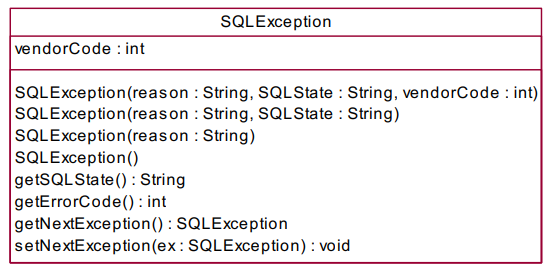 SQLException
vendorCode : int
SQLException(reason : String, SQLState : String, vendorCode : int)
SQLException(reason : String, SQLState : String)
SQLException(reason : String)
SQLException()
getSQLState() : String
getErrorCode() : int
getNextException() : SQLException
setNextException(ex : SQLException) : void